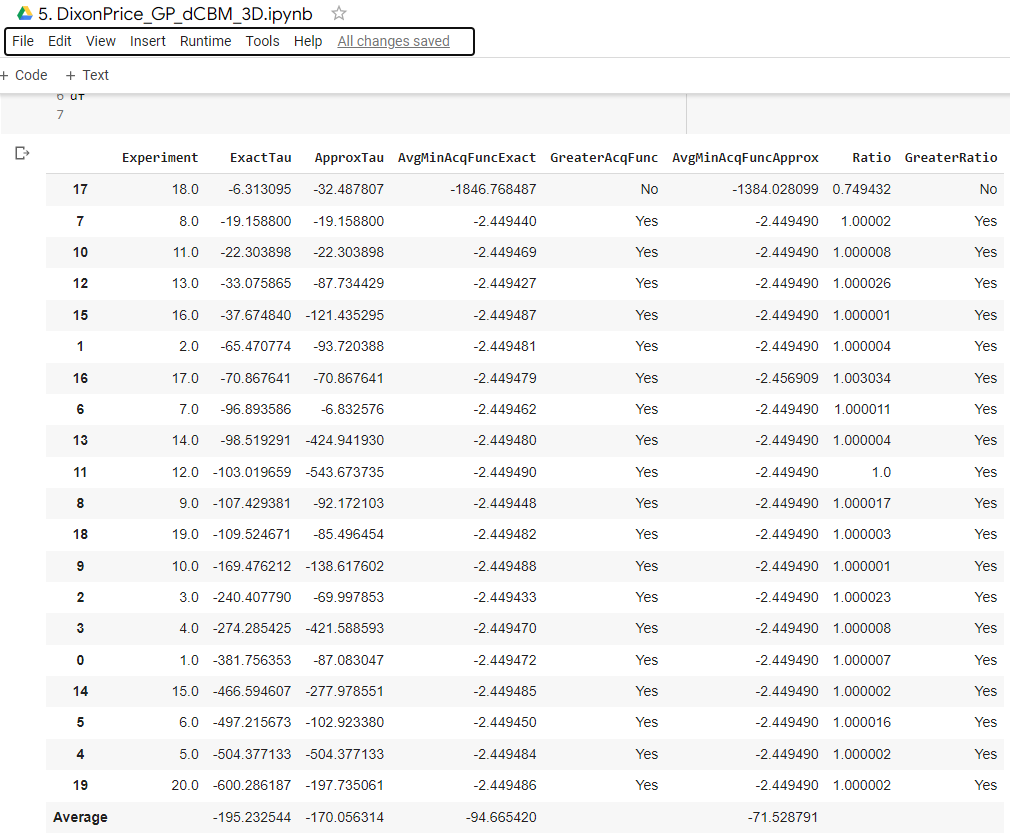 5. DixonPrice_GP_dCBM_3D.ipynb
File Edit View Insert Runtime Tools Help All changes saved
+ Code + Text
6 df
7
Experiment ExactTau ApproxTau AvgMinAcqFuncExact GreaterAcqFunc AvgMinAcqFuncApprox Ratio GreaterRatio
17 18.0 -6.313095 -32.487807 -1846.768487 No -1384.028099 0.749432 No
7 8.0 -19.158800 -19.158800 -2.449440 Yes -2.449490 1.00002 Yes
10 11.0 -22.303898 -22.303898 -2.449469 Yes -2.449490 1.000008 Yes
12 13.0 -33.075865 -87.734429 -2.449427 Yes -2.449490 1.000026 Yes
15 16.0 -37.674840 -121.435295 -2.449487 Yes -2.449490 1.000001 Yes
1 2.0 -65.470774 -93.720388 -2.449481 Yes -2.449490 1.000004 Yes
16 17.0 -70.867641 -70.867641 -2.449479 Yes -2.456909 1.003034 Yes
6 7.0 -96.893586 -6.832576 -2.449462 Yes -2.449490 1.000011 Yes
13 14.0 -98.519291 -424.941930 -2.449480 Yes -2.449490 1.000004 Yes
11 12.0 -103.019659 -543.673735 -2.449490 Yes -2.449490 1.0 Yes
8 9.0 -107.429381 -92.172103 -2.449448 Yes -2.449490 1.000017 Yes
18 19.0 -109.524671 -85.496454 -2.449482 Yes -2.449490 1.000003 Yes
9 10.0 -169.476212 -138.617602 -2.449488 Yes -2.449490 1.000001 Yes
2 3.0 -240.407790 -69.997853 -2.449433 Yes -2.449490 1.000023 Yes
3 4.0 -274.285425 -421.588593 -2.449470 Yes -2.449490 1.000008 Yes
0 1.0 -381.756353 -87.083047 -2.449472 Yes -2.449490 1.000007 Yes
14 15.0 -466.594607 -277.978551 -2.449485 Yes -2.449490 1.000002 Yes
5 6.0 -497.215673 -102.923380 -2.449450 Yes -2.449490 1.000016 Yes
4 5.0 -504.377133 -504.377133 -2.449484 Yes -2.449490 1.000002 Yes
19 20.0 -600.286187 -197.735061 -2.449486 Yes -2.449490 1.000002 Yes
Average -195.232544 -170.056314 -94.665420 -71.528791